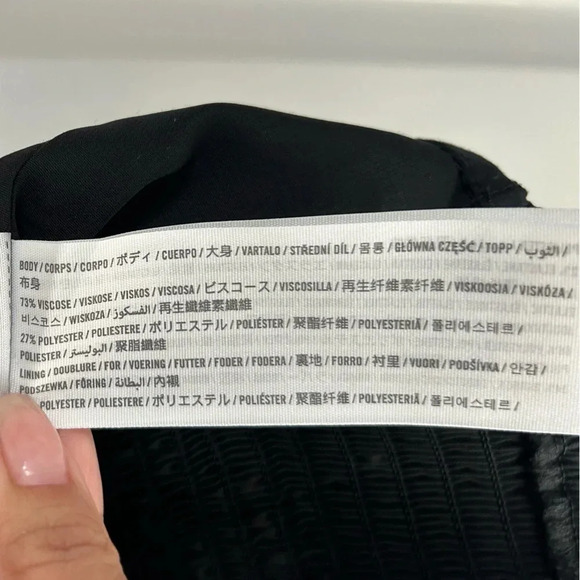 BODY / CORPS / CORPO / ボディ / CUERPO / 大身 / VARTALO / STŘEDNÍ DÍL / 몸통 / GŁÓWNA CZĘŚĆ / TOPP / الثوب /
布身
73% VISCOSE / VISKOSE / VISKOS / VISCOSA / ビスコース / VISCOSILLA / 再生纤维素纤维 / VISKOOSIA / VISKÓZA /
비스코스 / WISKOZA / الفسكوز / 再生纖維素纖維
27% POLYESTER / POLIESTERE / ポリエステル / POLIÉSTER / 聚酯纤维 / POLYESTERIÄ / 폴리에스테르 /
POLIESTER / البوليستر / 聚脂纖維
LINING / DOUBLURE / FOR / VOERING / FUTTER / FODER / FODERA / 裏地 / FORRO / 衬里 / VUORI / PODŠÍVKA / 안감 /
PODSZEWKA / FÔRING / البطانة / 內襯
POLYESTER / POLIESTERE / ポリエステル / POLIÉSTER / 聚酯纤维 / POLYESTERIÄ / 폴리에스테르 /